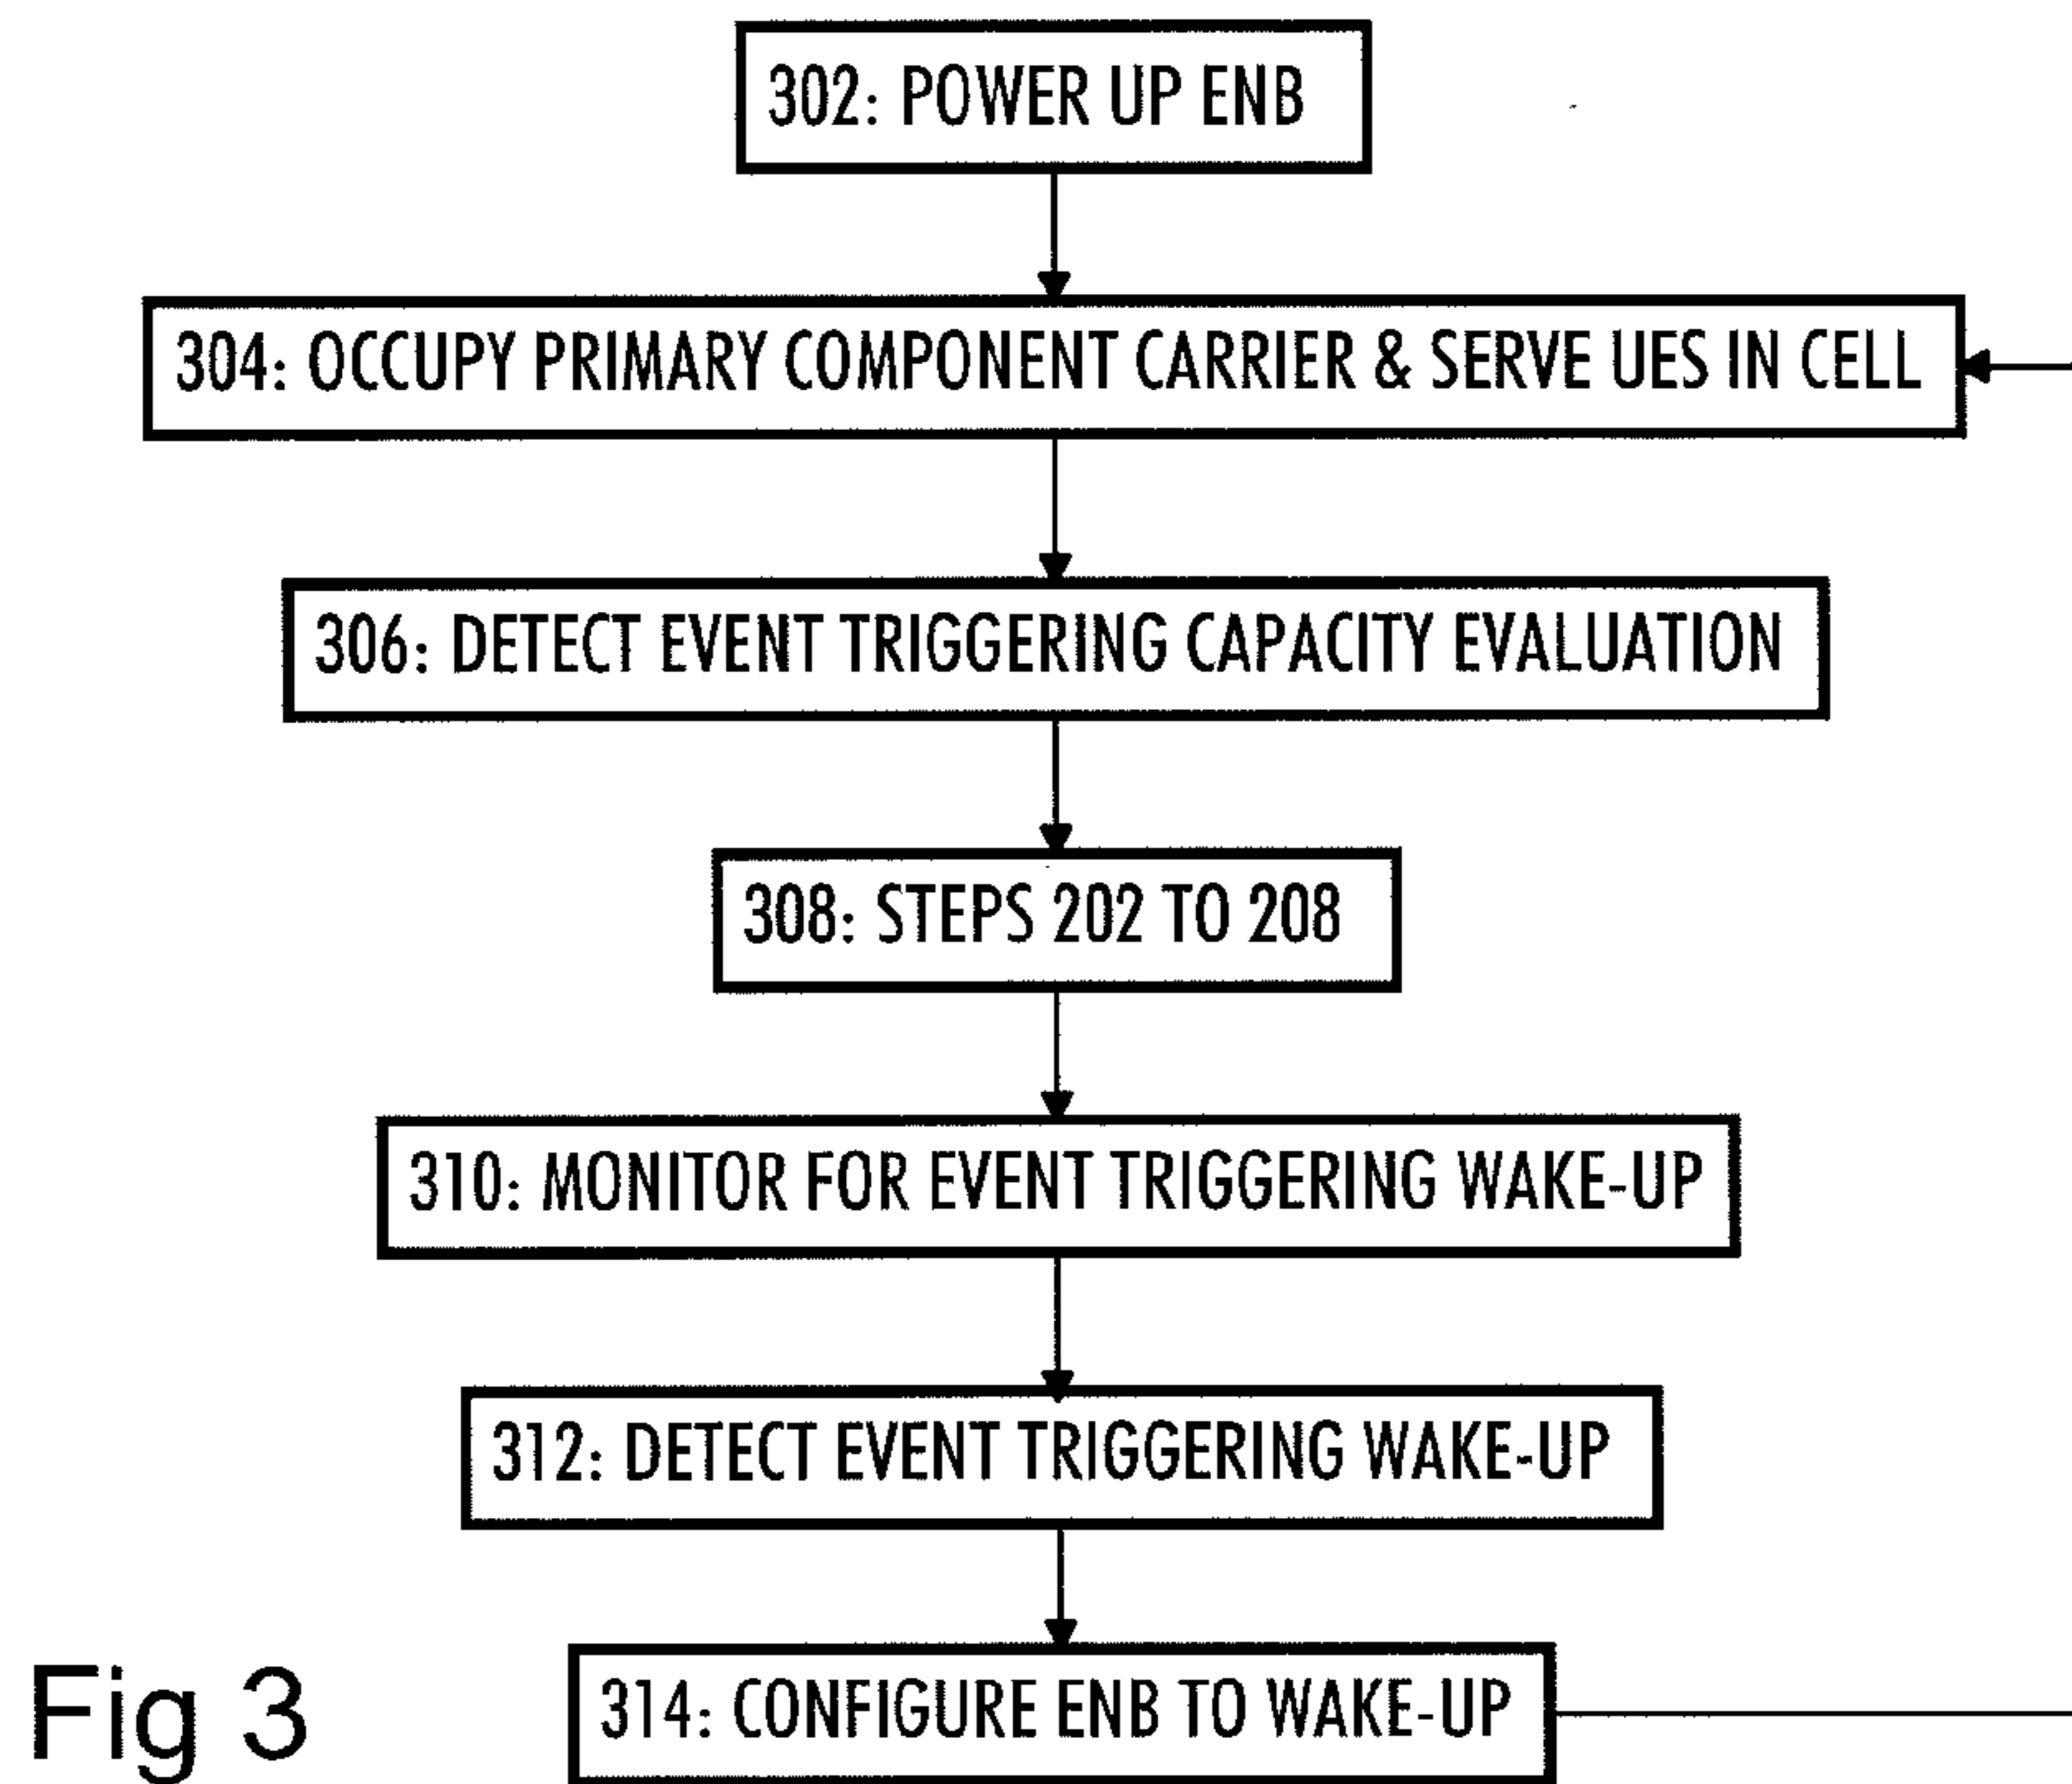 302: POWER UP ENB
304: OCCUPY PRIMARY COMPONENT CARRIER & SERVE UES IN CELL
306: DETECT EVENT TRIGGERING CAPACITY EVALUATION
308: STEPS 202 TO 208
310: MONITOR FOR EVENT TRIGGERING WAKE-UP
312: DETECT EVENT TRIGGERING WAKE-UP
314: CONFIGURE ENB TO WAKE-UP
Fig 3